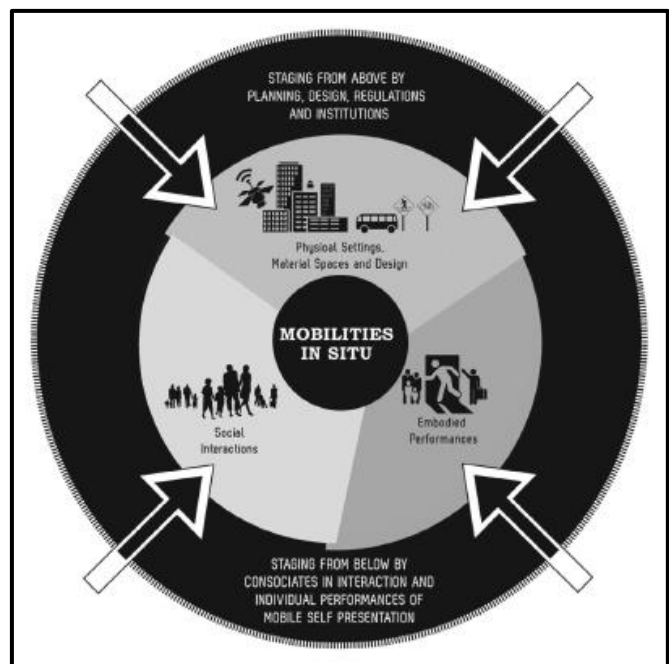 STAGING FROM ABOVE BY
PLANNING, DESIGN, REGULATIONS
AND INSTITUTIONS
Physical Settings,
Material Spaces and Design
MOBILITIES
IN SITU
Social
Interactions
Embodied
Performances
STAGING FROM BELOW BY
CONSOCIATES IN INTERACTION AND
INDIVIDUAL PERFORMANCES OF
MOBILE SELF PRESENTATION